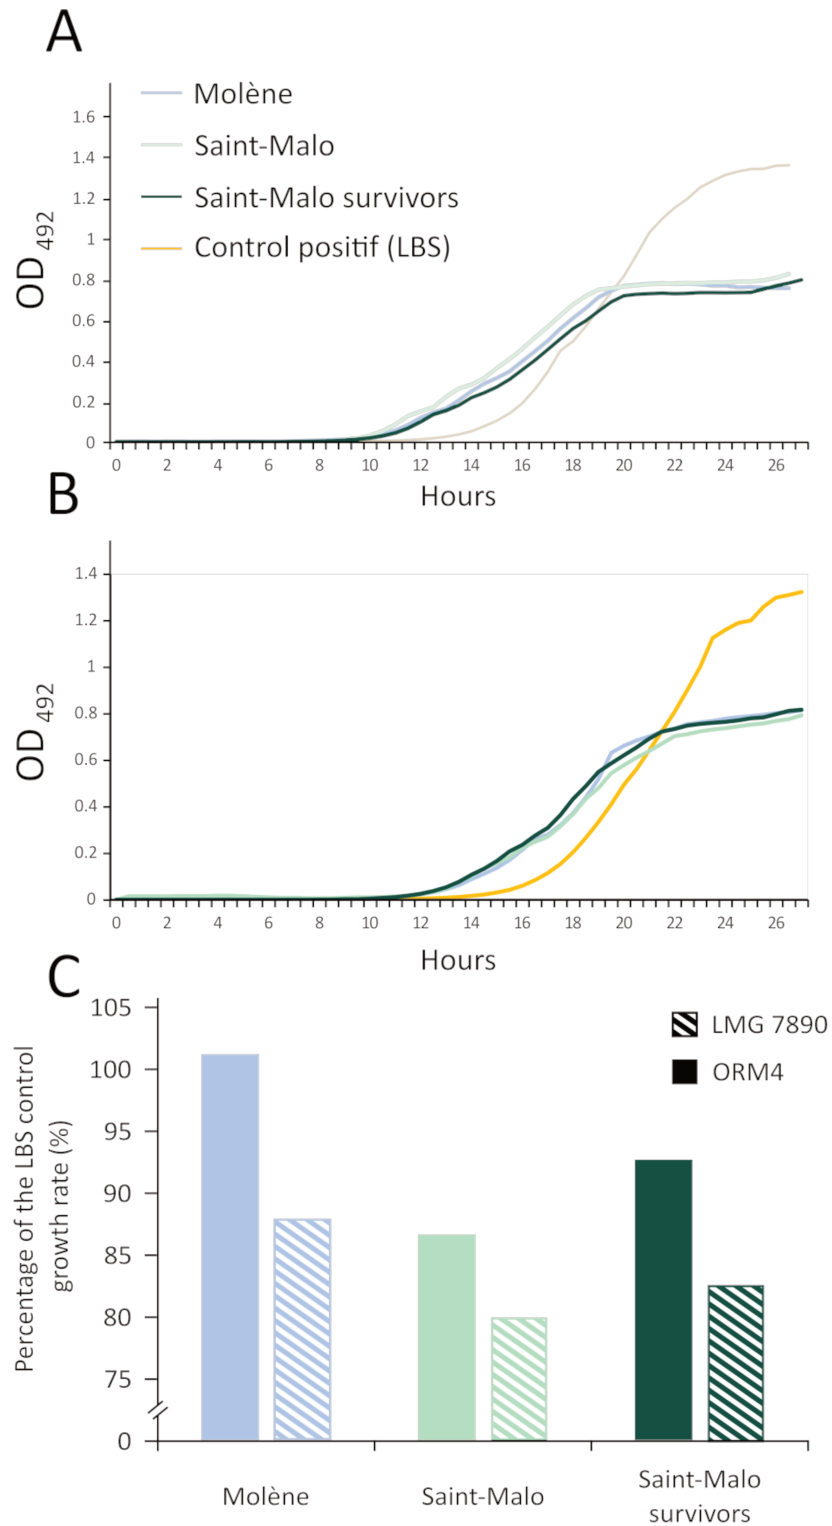 A
Molène
Saint-Malo
Saint-Malo survivors
Control positif (LBS)
OD492
1.6
1.4
1.2
1
0.8
0.6
0.4
0.2
0
0 2 4 6 8 10 12 14 16 18 20 22 24 26
Hours
B
OD492
1.4
1.2
1
0.8
0.6
0.4
0.2
0
0 2 4 6 8 10 12 14 16 18 20 22 24 26
Hours
C
Percentage of the LBS control
growth rate (%)
105
100
95
90
85
80
75
0
LMG 7890
ORM4
Molène
Saint-Malo
Saint-Malo
survivors